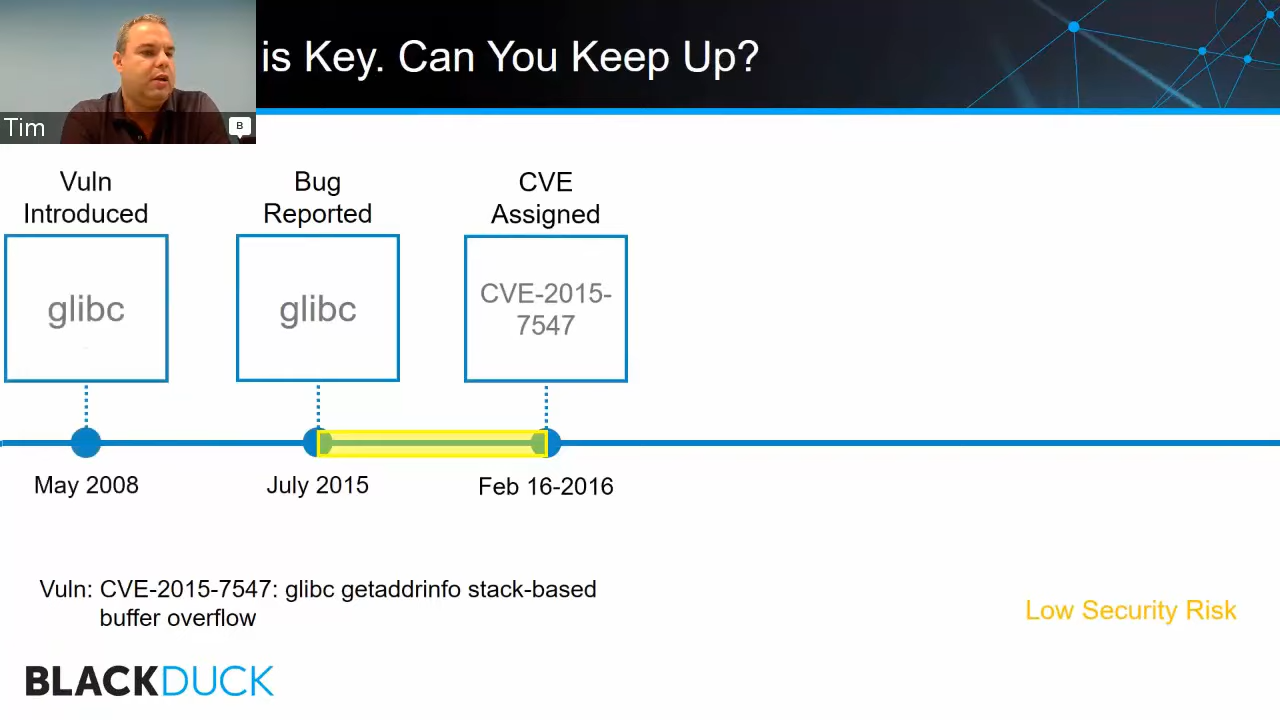 is Key. Can You Keep Up?
Tim
B
Vuln
Introduced
Bug
Reported
CVE
Assigned
glibc
glibc
CVE-2015-
7547
May 2008
July 2015
Feb 16-2016
Vuln: CVE-2015-7547: glibc getaddrinfo stack-based
buffer overflow
Low Security Risk
BLACKDUCK